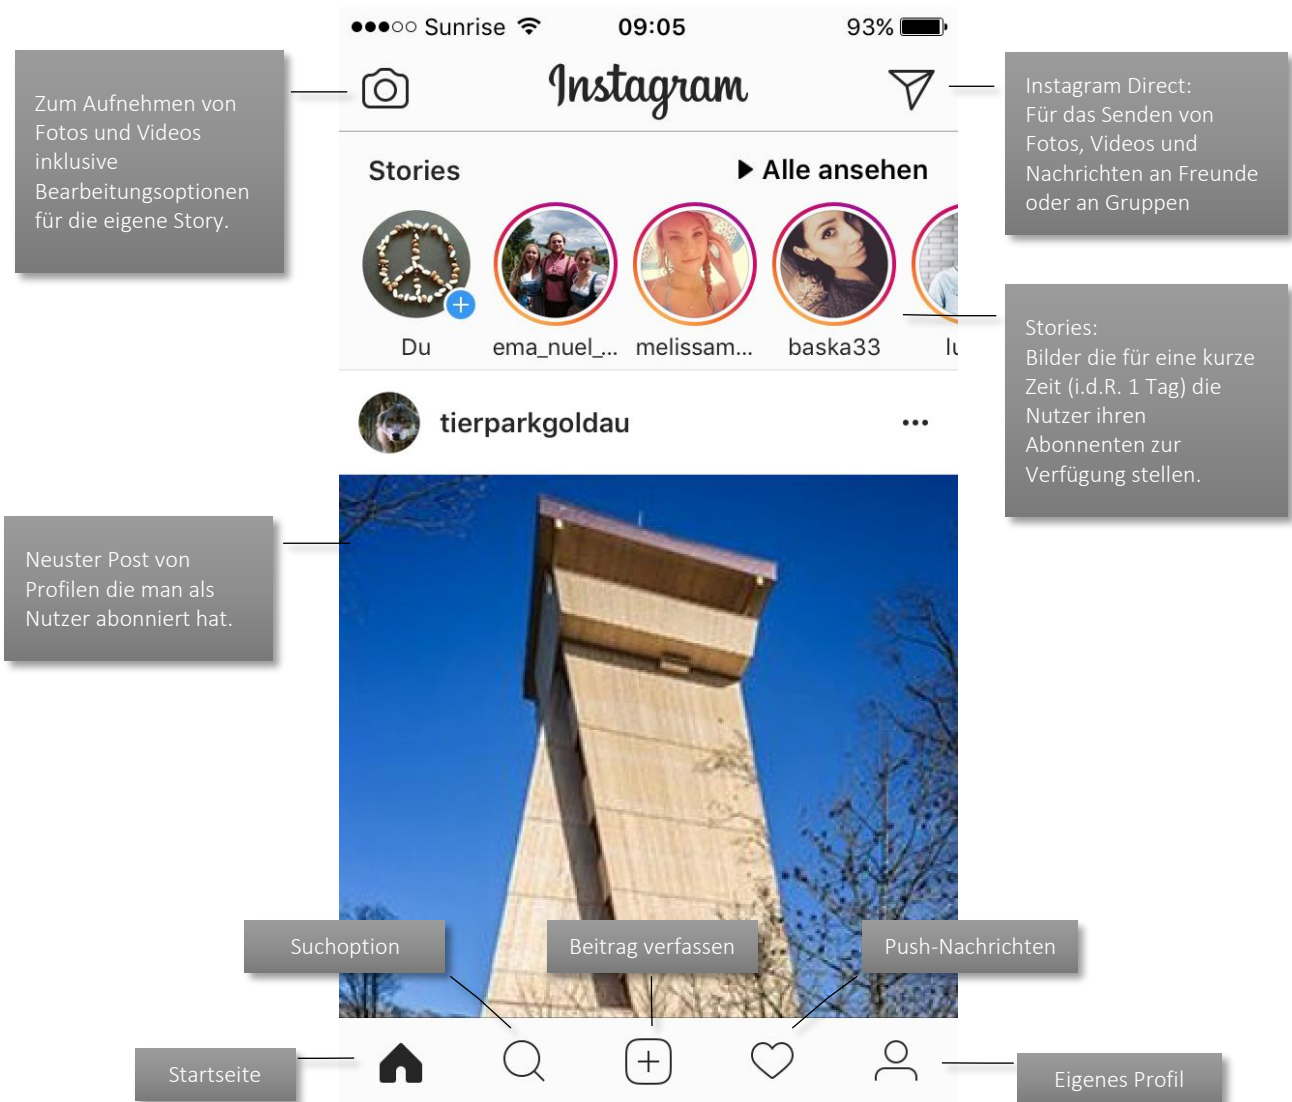 Sunrise 09:05 93%
Instagram
Zum Aufnehmen von
Fotos und Videos
inklusive
Bearbeitungsoptionen
für die eigene Story.
Instagram Direct:
Für das Senden von
Fotos, Videos und
Nachrichten an Freunde
oder an Gruppen
Stories
Alle ansehen
Du
ema_nuel_...
melissam...
baska33
lu
Stories:
Bilder die für eine kurze
Zeit (i.d.R. 1 Tag) die
Nutzer ihren
Abonnenten zur
Verfügung stellen.
tierparkgoldau
Neuster Post von
Profilen die man als
Nutzer abonniert hat.
Suchoption
Beitrag verfassen
Push-Nachrichten
Startseite
Eigenes Profil